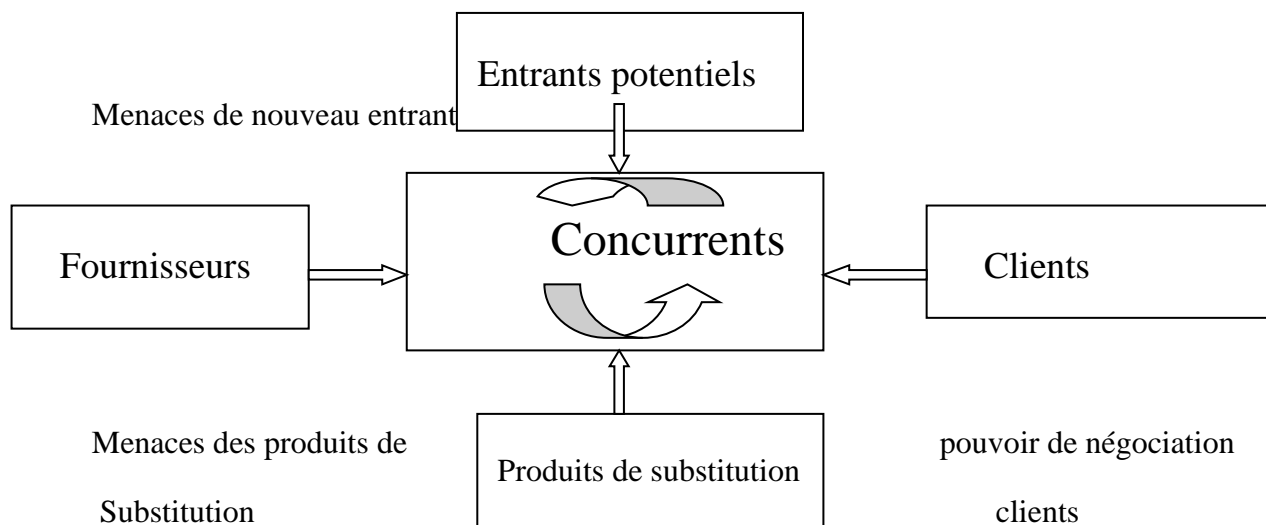 Entrants potentiels
Menaces de nouveau entrant
Concurrents
Fournisseurs
Clients
Menaces des produits de
Substitution
Produits de substitution
pouvoir de négociation
clients